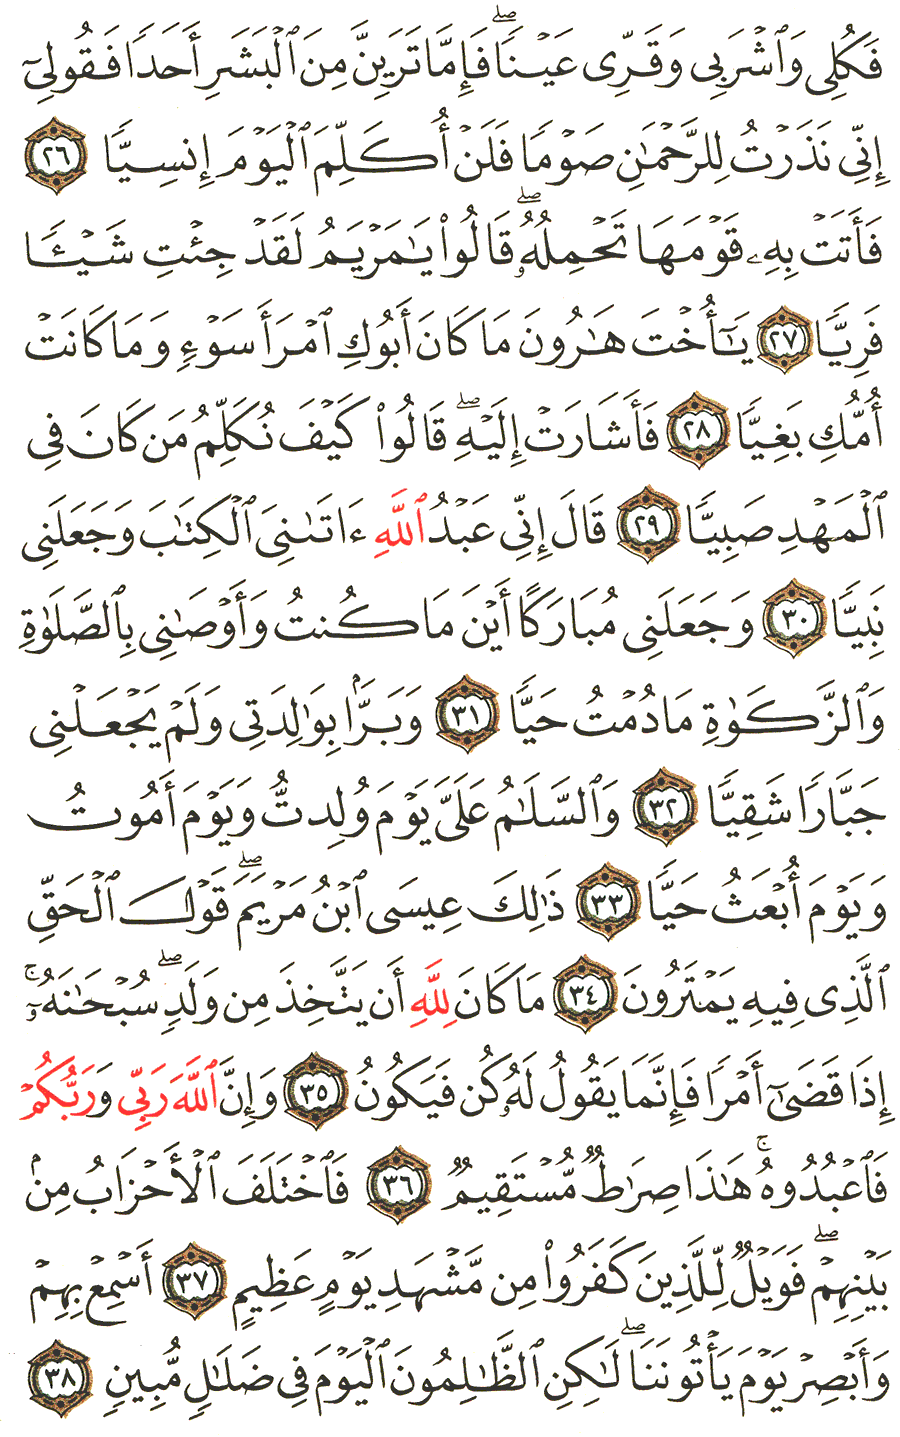 فَكُلِى وَٱشْرَبِى وَقَرِّى عَيْنًا ۖ فَإِمَّا تَرَيِنَّ مِنَ ٱلْبَشَرِ أَحَدًا فَقُولِىٓ
إِنِّى نَذَرْتُ لِلرَّحْمَٰنِ صَوْمًا فَلَنْ أُكَلِّمَ ٱلْيَوْمَ إِنسِيًّا ٢٦
فَأَتَتْ بِهِۦ قَوْمَهَا تَحْمِلُهُۥ ۖ قَالُوا۟ يَٰمَرْيَمُ لَقَدْ جِئْتِ شَيْـًٔا
فَرِيًّا ٢٧ يَٰٓأُخْتَ هَٰرُونَ مَا كَانَ أَبُوكِ ٱمْرَأَ سَوْءٍ وَمَا كَانَتْ
أُمُّكِ بَغِيًّا ٢٨ فَأَشَارَتْ إِلَيْهِ ۖ قَالُوا۟ كَيْفَ نُكَلِّمُ مَن كَانَ فِى
ٱلْمَهْدِ صَبِيًّا ٢٩ قَالَ إِنِّى عَبْدُ ٱللَّهِ ءَاتَىٰنِىَ ٱلْكِتَٰبَ وَجَعَلَنِى
نَبِيًّا ٣٠ وَجَعَلَنِى مُبَارَكًا أَيْنَ مَا كُنتُ وَأَوْصَٰنِى بِٱلصَّلَوٰةِ
وَٱلزَّكَوٰةِ مَا دُمْتُ حَيًّا ٣١ وَبَرًّۢا بِوَٰلِدَتِى وَلَمْ يَجْعَلْنِى
جَبَّارًا شَقِيًّا ٣٢ وَٱلسَّلَٰمُ عَلَىَّ يَوْمَ وُلِدتُّ وَيَوْمَ أَمُوتُ
وَيَوْمَ أُبْعَثُ حَيًّا ٣٣ ذَٰلِكَ عِيسَى ٱبْنُ مَرْيَمَ ۖ قَوْلَ ٱلْحَقِّ
ٱلَّذِى فِيهِ يَمْتَرُونَ ٣٤ مَا كَانَ لِلَّهِ أَن يَتَّخِذَ مِن وَلَدٍ ۖ سُبْحَٰنَهُۥٓ ۚ
إِذَا قَضَىٰٓ أَمْرًا فَإِنَّمَا يَقُولُ لَهُۥ كُن فَيَكُونُ ٣٥ وَإِنَّ ٱللَّهَ رَبِّى وَرَبُّكُمْ
فَٱعْبُدُوهُ ۚ هَٰذَا صِرَٰطٌ مُّسْتَقِيمٌ ٣٦ فَٱخْتَلَفَ ٱلْأَحْزَابُ مِنۢ
بَيْنِهِمْ ۖ فَوَيْلٌ لِّلَّذِينَ كَفَرُوا۟ مِن مَّشْهَدِ يَوْمٍ عَظِيمٍ ٣٧ أَسْمِعْ بِهِمْ
وَأَبْصِرْ يَوْمَ يَأْتُونَنَا ۖ لَٰكِنِ ٱلظَّٰلِمُونَ ٱلْيَوْمَ فِى ضَلَٰلٍ مُّبِينٍ ٣٨